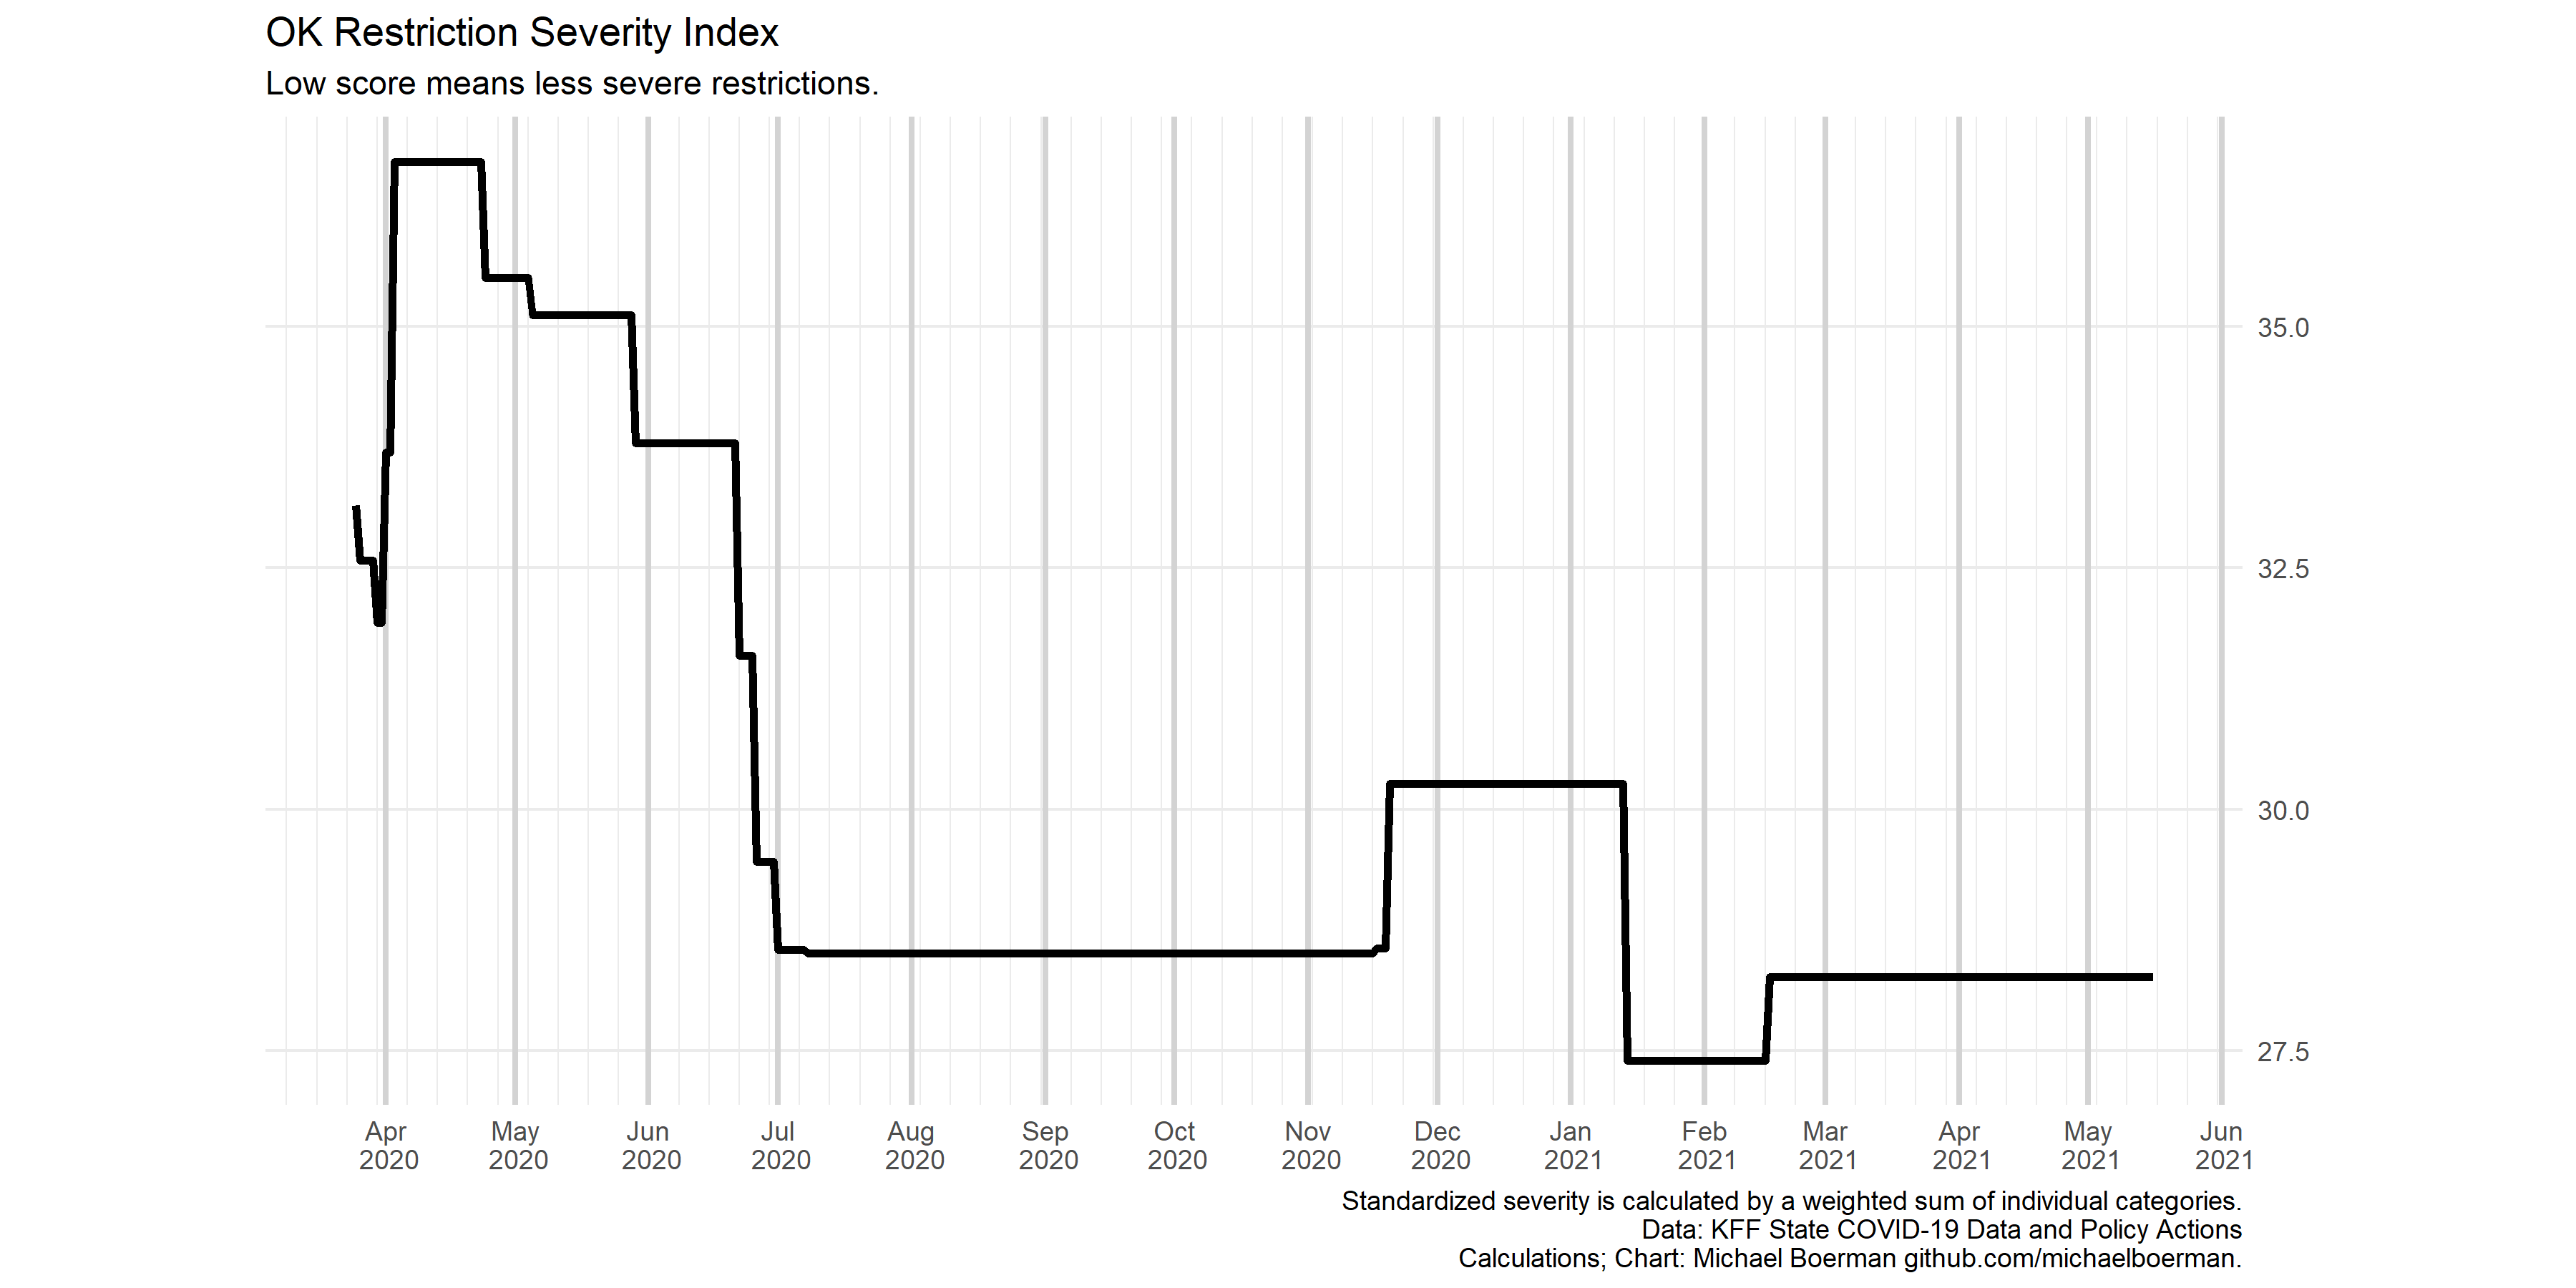 OK Restriction Severity Index
Low score means less severe restrictions.
35.0
32.5
30.0
27.5
Apr May Jun Jul Aug Sep Oct Nov Dec Jan Feb Mar Apr May Jun
2020 2020 2020 2020 2020 2020 2020 2020 2020 2021 2021 2021 2021 2021 2021
Standardized severity is calculated by a weighted sum of individual categories.
Data: KFF State COVID-19 Data and Policy Actions
Calculations; Chart: Michael Boerman github.com/michaelboerman.